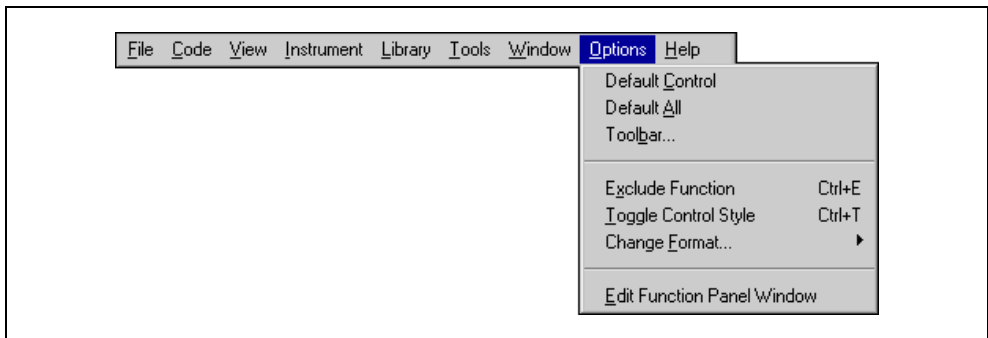 File Code View Instrument Library Tools Window Options Help
Default Control
Default All
Toolbar...
Exclude Function Ctrl+E
Toggle Control Style Ctrl+T
Change Format...
Edit Function Panel Window